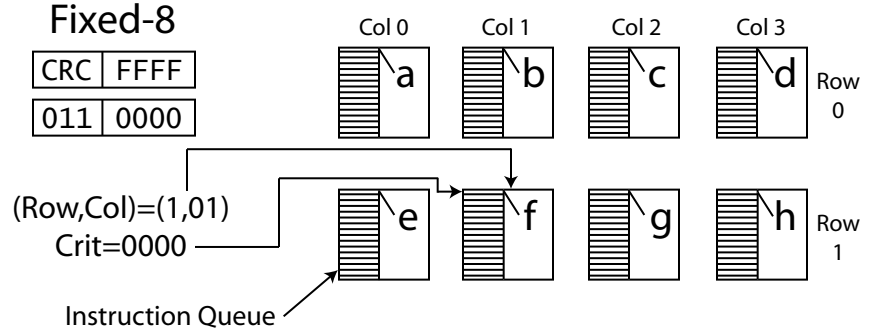 Fixed-8
CRC FFFF
011 0000
Col 0 Col 1 Col 2 Col 3
a b c d
Row
0
(Row,Col)=(1,01)
Crit=0000
e f g h
Row
1
Instruction Queue